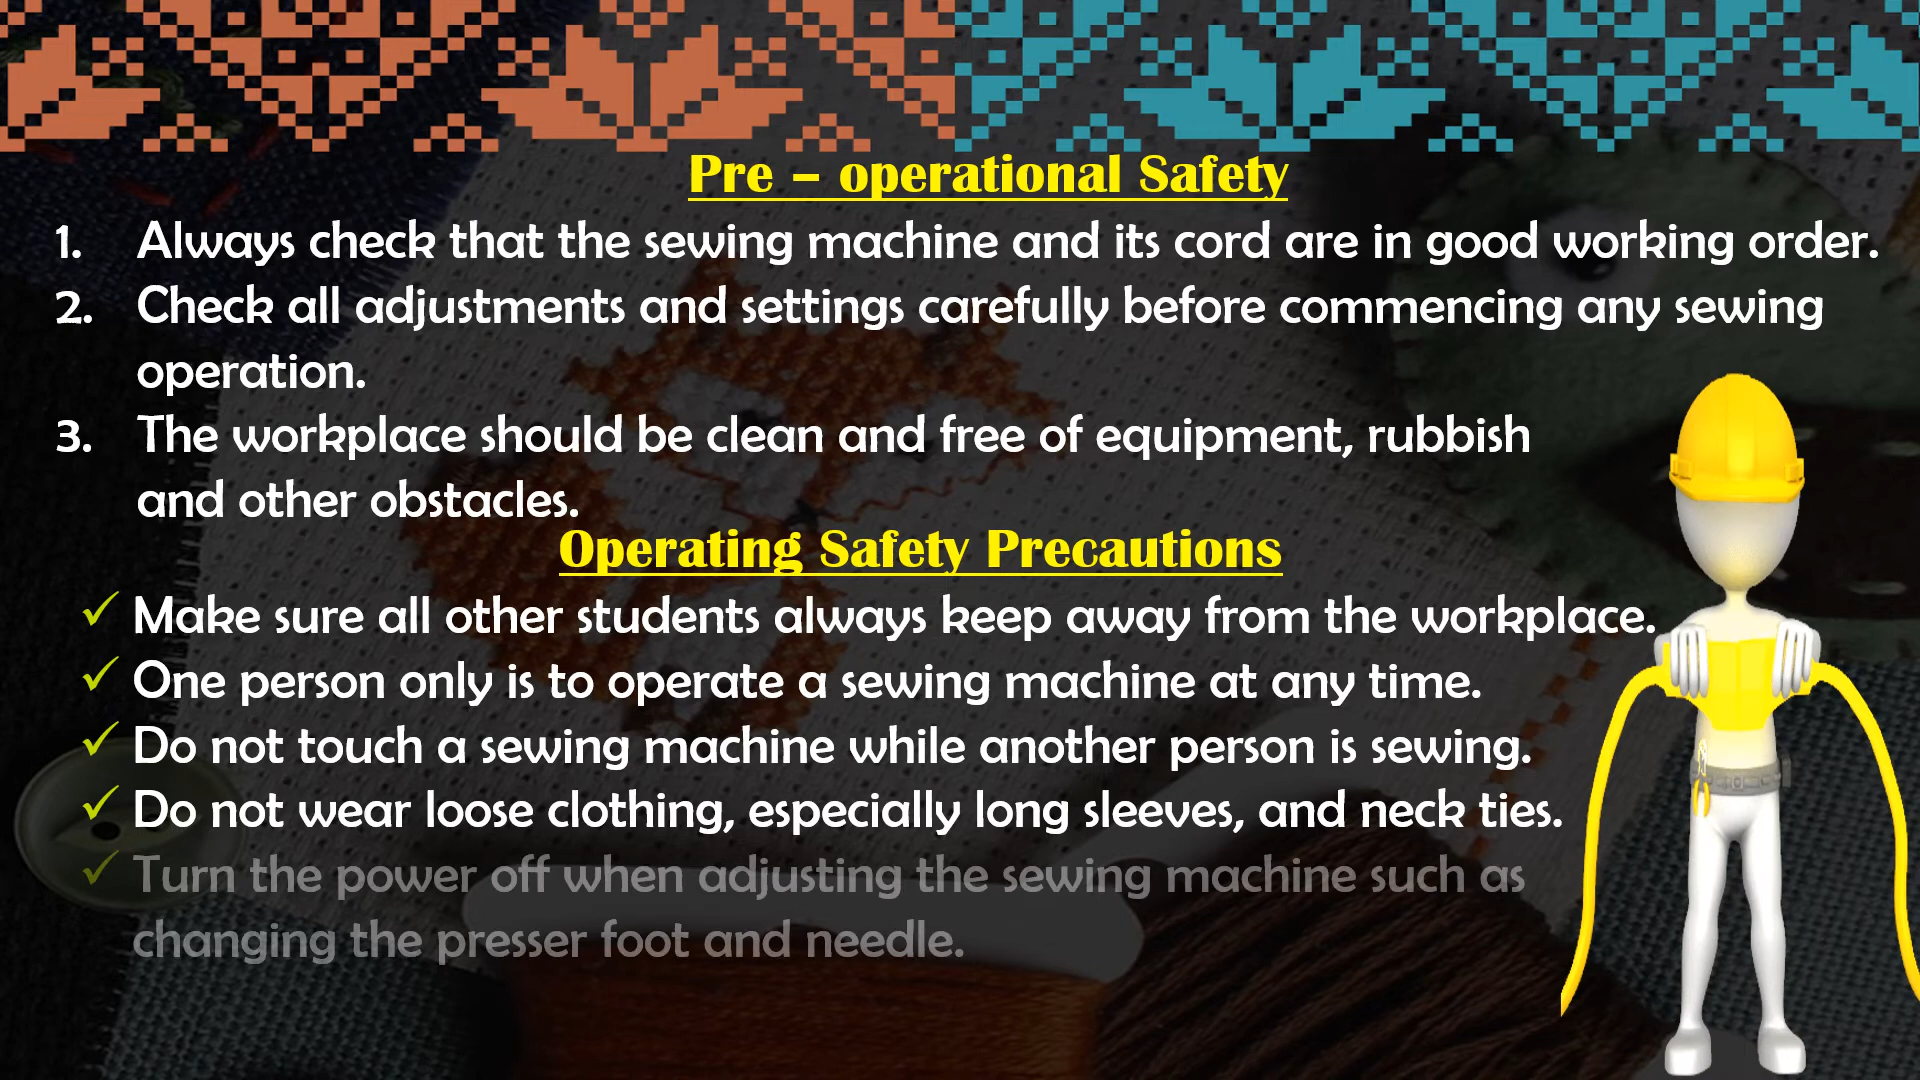 Pre – operational Safety
1. Always check that the sewing machine and its cord are in good working order.
2. Check all adjustments and settings carefully before commencing any sewing
operation.
3. The workplace should be clean and free of equipment, rubbish
and other obstacles.
Operating Safety Precautions
✓ Make sure all other students always keep away from the workplace.
✓ One person only is to operate a sewing machine at any time.
✓ Do not touch a sewing machine while another person is sewing.
✓ Do not wear loose clothing, especially long sleeves, and neck ties.
✓ Turn the power off when adjusting the sewing machine such as
changing the presser foot and needle.